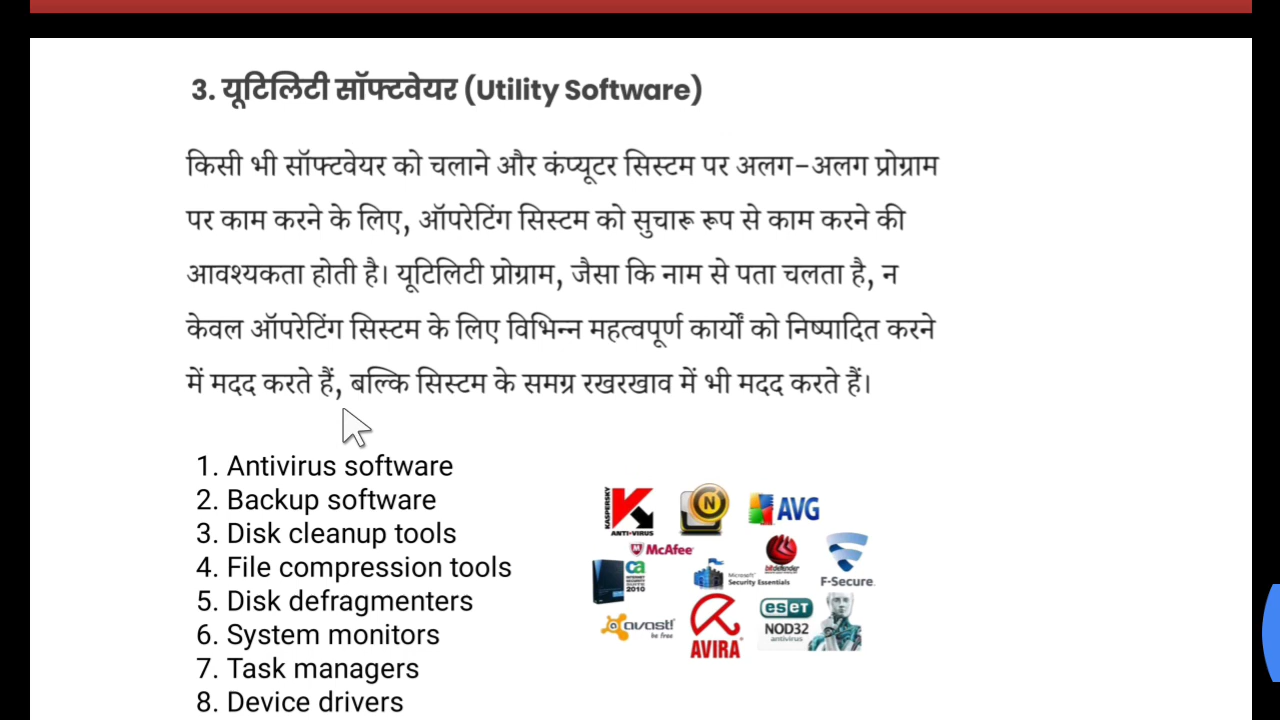 3. यूटिलिटी सॉफ्टवेयर (Utility Software)
किसी भी सॉफ्टवेयर को चलाने और कंप्यूटर सिस्टम पर अलग-अलग प्रोग्राम
पर काम करने के लिए, ऑपरेटिंग सिस्टम को सुचारू रूप से काम करने की
आवश्यकता होती है। यूटिलिटी प्रोग्राम, जैसा कि नाम से पता चलता है, न
केवल ऑपरेटिंग सिस्टम के लिए विभिन्न महत्वपूर्ण कार्यों को निष्पादित करने
में मदद करते हैं, बल्कि सिस्टम के समग्र रखरखाव में भी मदद करते हैं।
1. Antivirus software
2. Backup software
3. Disk cleanup tools
4. File compression tools
5. Disk defragmenters
6. System monitors
7. Task managers
8. Device drivers
KASPERSKY
ANTI-VIRUS
N
AVG
McAfee
ca
INTERNET
SECURITY
2010
Microsoft
Security Essentials
bitdefender
F-Secure.
avast!
be free
AVIRA
eseT
NOD32
antivirus